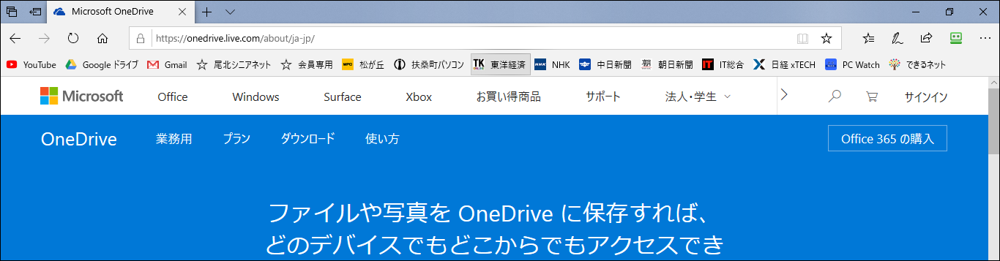 Microsoft OneDrive
https://onedrive.live.com/about/ja-jp/
YouTube Google ドライブ Gmail 尾北シニアネット 会員専用 MPO 松が丘 扶桑町パソコン TK 東洋経済 NHK NHK 中日新聞 朝 朝日新聞 IT IT総合 日経 xTECH PC Watch できるネット
Microsoft Office Windows Surface Xbox お買い得商品 サポート 法人・学生 サインイン
OneDrive 業務用 プラン ダウンロード 使い方 Office 365 の購入
ファイルや写真を OneDrive に保存すれば、
どのデバイスでもどこからでもアクセスでき